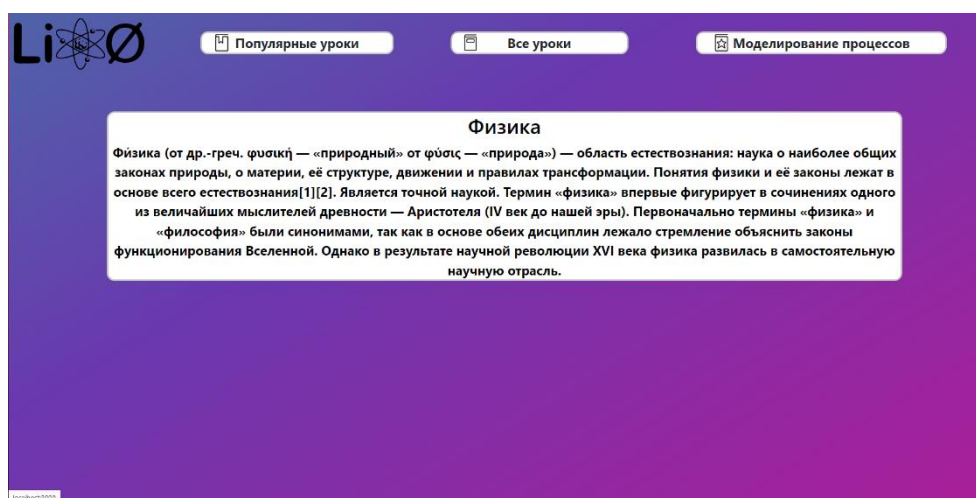 Li Ø
Популярные уроки
Все уроки
Моделирование процессов
Физика
Фи́зика (от др.-греч. φυσική — «природный» от φύσις — «природа») — область естествознания: наука о наиболее общих
законах природы, о материи, её структуре, движении и правилах трансформации. Понятия физики и её законы лежат в
основе всего естествознания[1][2]. Является точной наукой. Термин «физика» впервые фигурирует в сочинениях одного
из величайших мыслителей древности — Аристотеля (IV век до нашей эры). Первоначально термины «физика» и
«философия» были синонимами, так как в основе обеих дисциплин лежало стремление объяснить законы
функционирования Вселенной. Однако в результате научной революции XVI века физика развилась в самостоятельную
научную отрасль.